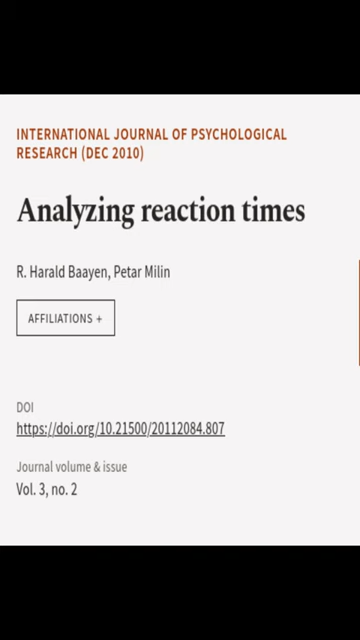 INTERNATIONAL JOURNAL OF PSYCHOLOGICAL
RESEARCH (DEC 2010)
Analyzing reaction times
R. Harald Baayen, Petar Milin
AFFILIATIONS +
DOI
https://doi.org/10.21500/20112084.807
Journal volume & issue
Vol. 3, no. 2